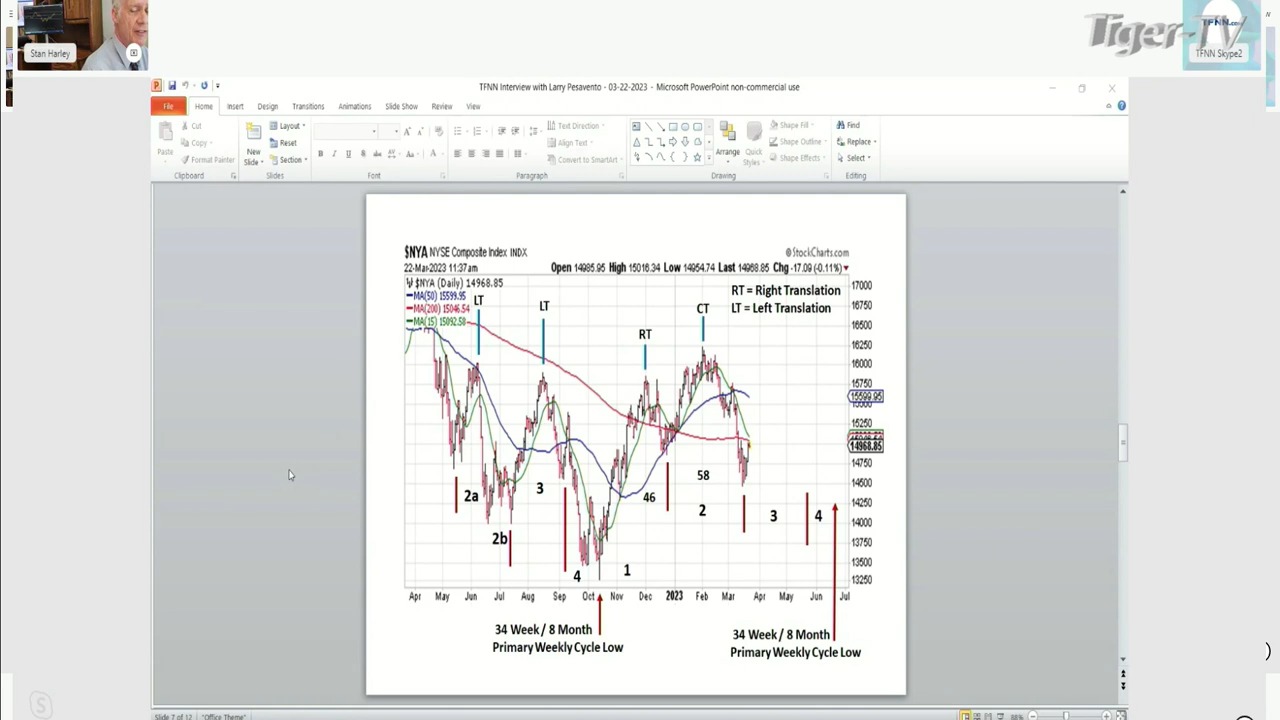 Stan Harley
Tiger-TV
TFNN.com
TFNN Skype2
TFNN Interview with Larry Pesavento - 03-22-2023 - Microsoft PowerPoint non-commercial use
File Home Insert Design Transitions Animations Slide Show Review View
Paste
Cut
Copy
Format Painter
Clipboard
New
Slide
Layout
Reset
Section
Slides
Font
Text Direction
Align Text
Convert to SmartArt
Paragraph
Arrange
Quick
Styles
Shape Fill
Shape Outline
Shape Effects
Drawing
Find
Replace
Select
Editing
$NYA NYSE Composite Index INDX
© StockCharts.com
22-Mar-2023 11:37am
Open 14985.95 High 15016.34 Low 14954.74 Last 14968.85 Chg -17.09 (-0.11%)
$NYA (Daily) 14968.85
MA(50) 15599.95
MA(200) 15046.54
MA(15) 15092.58
RT = Right Translation
LT = Left Translation
LT
LT
RT
CT
17000
16750
16500
16250
16000
15750
15599.95
15500
15250
14968.85
14750
14500
14250
14000
13750
13500
13250
2a
2b
3
4
1
46
58
2
3
4
Apr May Jun Jul Aug Sep Oct Nov Dec 2023 Feb Mar Apr May Jun Jul
34 Week / 8 Month
Primary Weekly Cycle Low
34 Week / 8 Month
Primary Weekly Cycle Low
Slide 7 of 12
"Office Theme"
88%